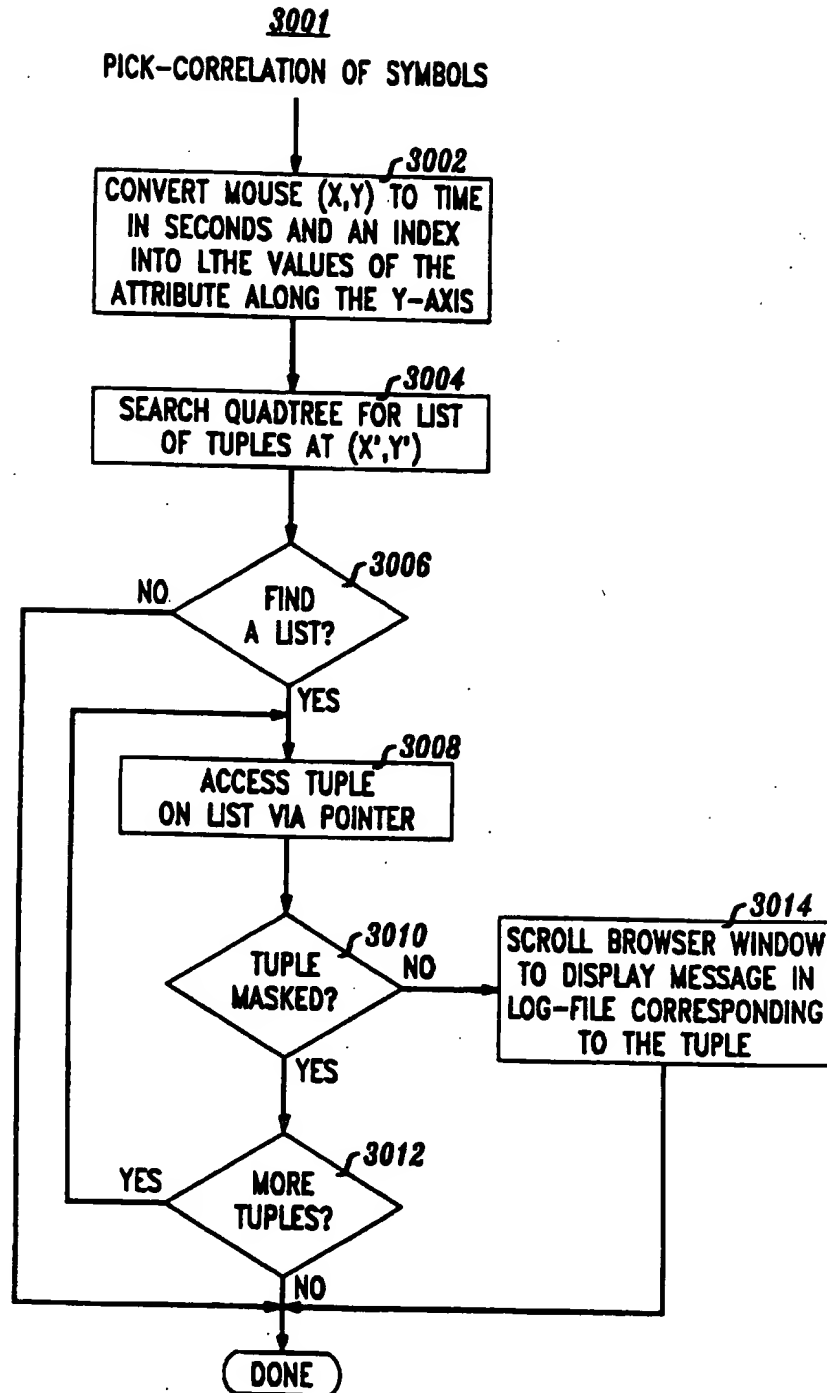 3001
PICK-CORRELATION OF SYMBOLS
3002
CONVERT MOUSE (X,Y) TO TIME
IN SECONDS AND AN INDEX
INTO LTHE VALUES OF THE
ATTRIBUTE ALONG THE Y-AXIS
3004
SEARCH QUADTREE FOR LIST
OF TUPLES AT (X',Y')
3006
NO
FIND
A LIST?
YES
3008
ACCESS TUPLE
ON LIST VIA POINTER
3010
TUPLE
MASKED?
NO
3014
SCROLL BROWSER WINDOW
TO DISPLAY MESSAGE IN
LOG-FILE CORRESPONDING
TO THE TUPLE
YES
3012
YES
MORE
TUPLES?
NO
DONE